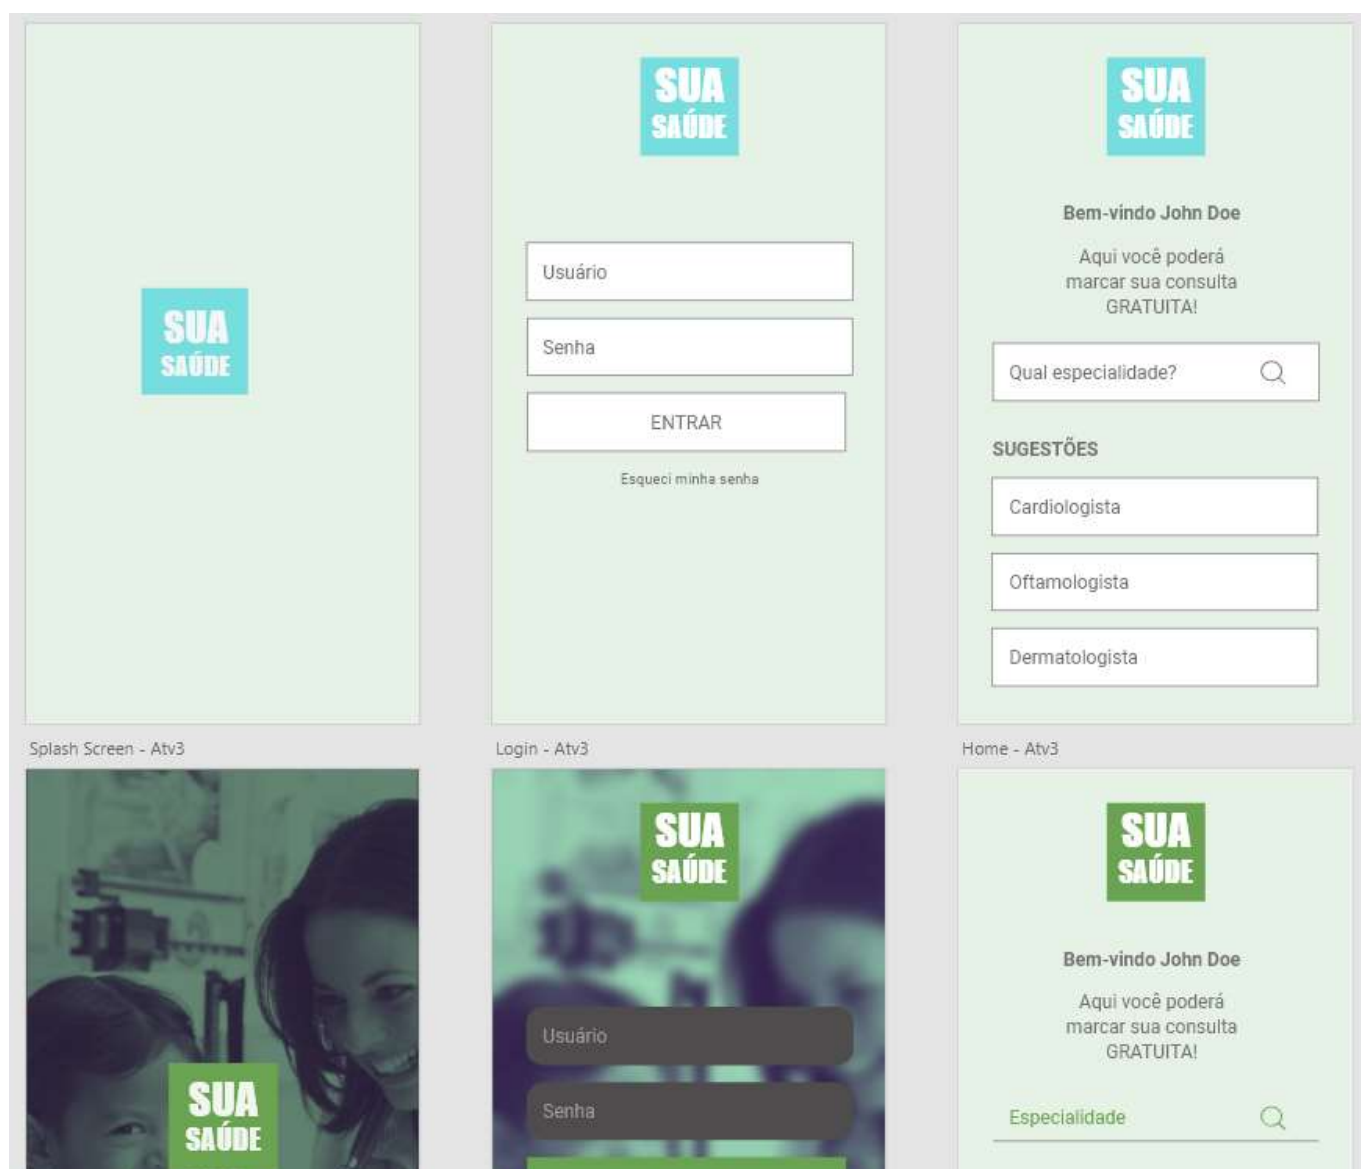 SUA
SAÚDE
SUA
SAÚDE
Usuário
Senha
ENTRAR
Esqueci minha senha
SUA
SAÚDE
Bem-vindo John Doe
Aqui você poderá
marcar sua consulta
GRATUITA!
Qual especialidade?
SUGESTÕES
Cardiologista
Oftamologista
Dermatologista
Splash Screen - Atv3
Login - Atv3
Home - Atv3
SUA
SAÚDE
SUA
SAÚDE
Usuário
Senha
SUA
SAÚDE
Bem-vindo John Doe
Aqui você poderá
marcar sua consulta
GRATUITA!
Especialidade